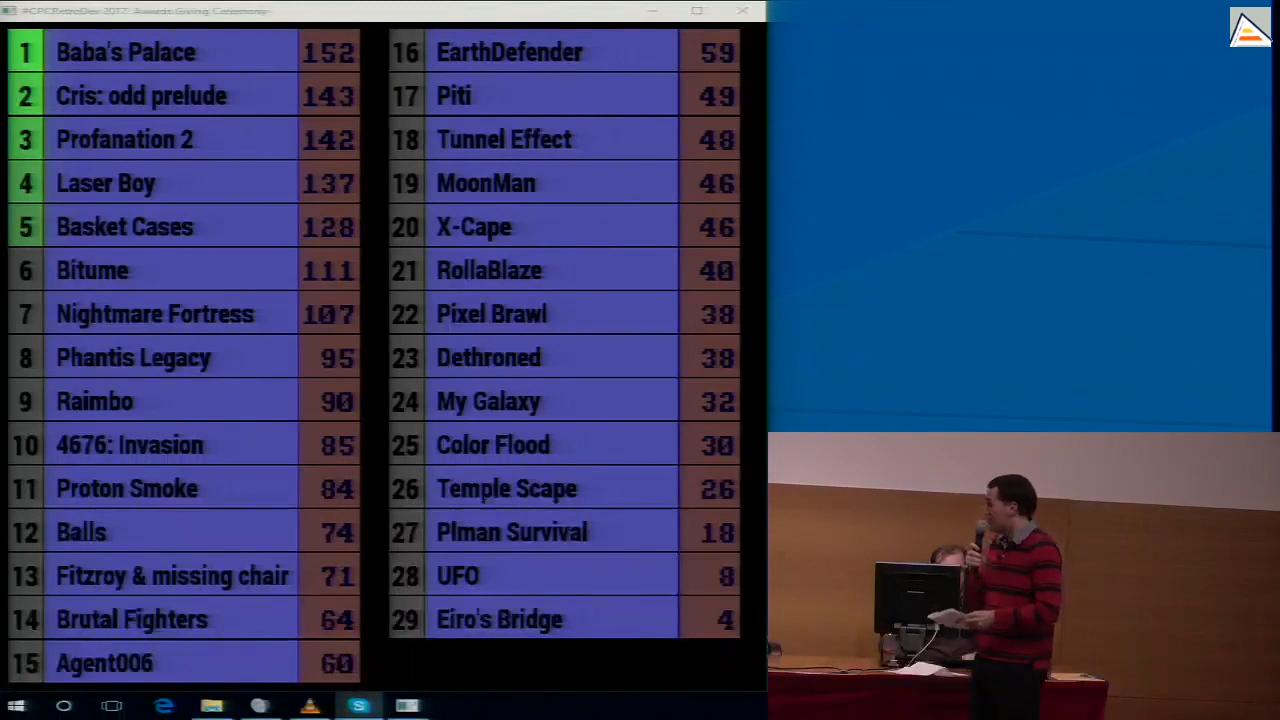 #CPCRetroDev 2017: Awards Giving Ceremony
1 Baba's Palace 152
2 Cris: odd prelude 143
3 Profanation 2 142
4 Laser Boy 137
5 Basket Cases 128
6 Bitume 111
7 Nightmare Fortress 107
8 Phantis Legacy 95
9 Raimbo 90
10 4676: Invasion 85
11 Proton Smoke 84
12 Balls 74
13 Fitzroy & missing chair 71
14 Brutal Fighters 64
15 Agent006 60
16 EarthDefender 59
17 Piti 49
18 Tunnel Effect 48
19 MoonMan 46
20 X-Cape 46
21 RollaBlaze 40
22 Pixel Brawl 38
23 Dethroned 38
24 My Galaxy 32
25 Color Flood 30
26 Temple Scape 26
27 Plman Survival 18
28 UFO 8
29 Eiro's Bridge 4